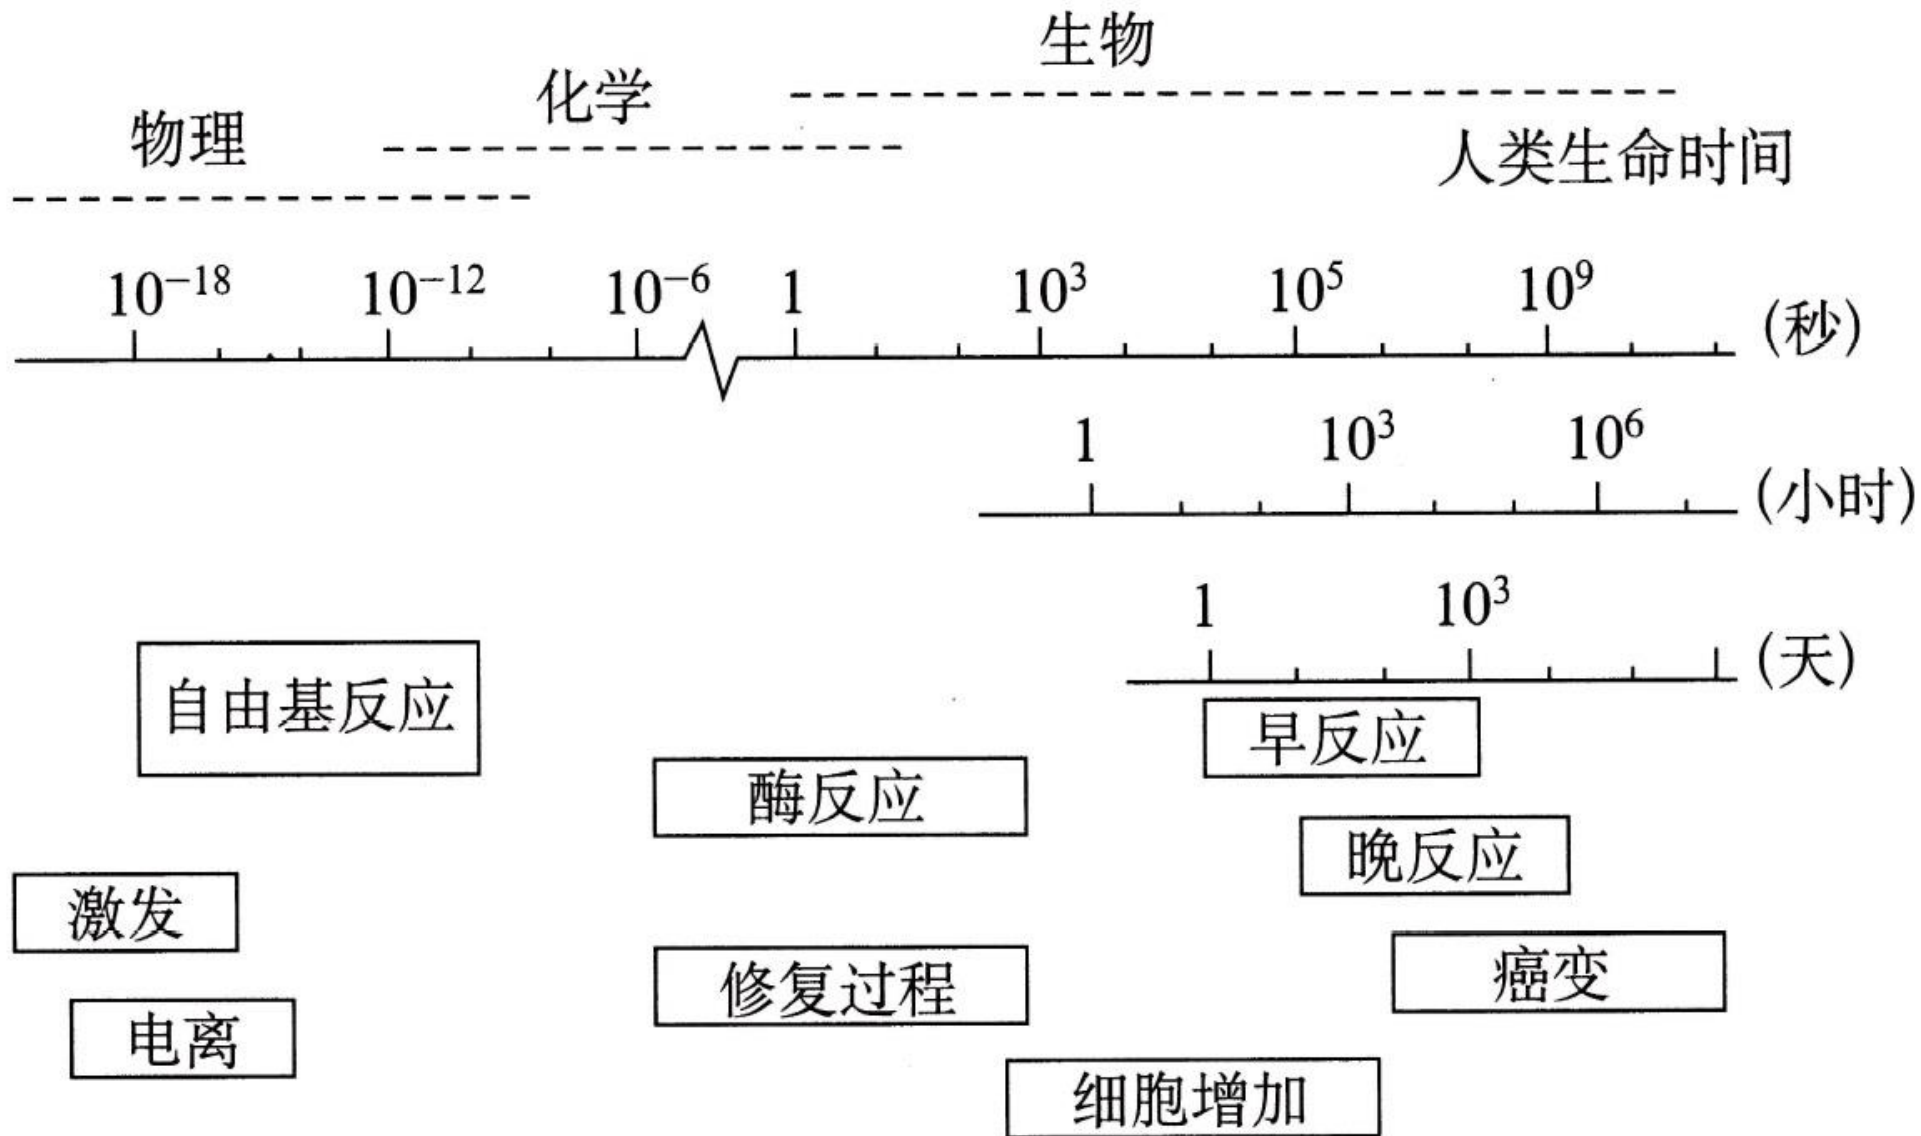 生物
化学
物理
人类生命时间
10⁻¹⁸ 10⁻¹² 10⁻⁶ 1 10³ 10⁵ 10⁹ (秒)
1 10³ 10⁶ (小时)
1 10³ (天)
自由基反应
早反应
酶反应
晚反应
激发
修复过程
癌变
电离
细胞增加